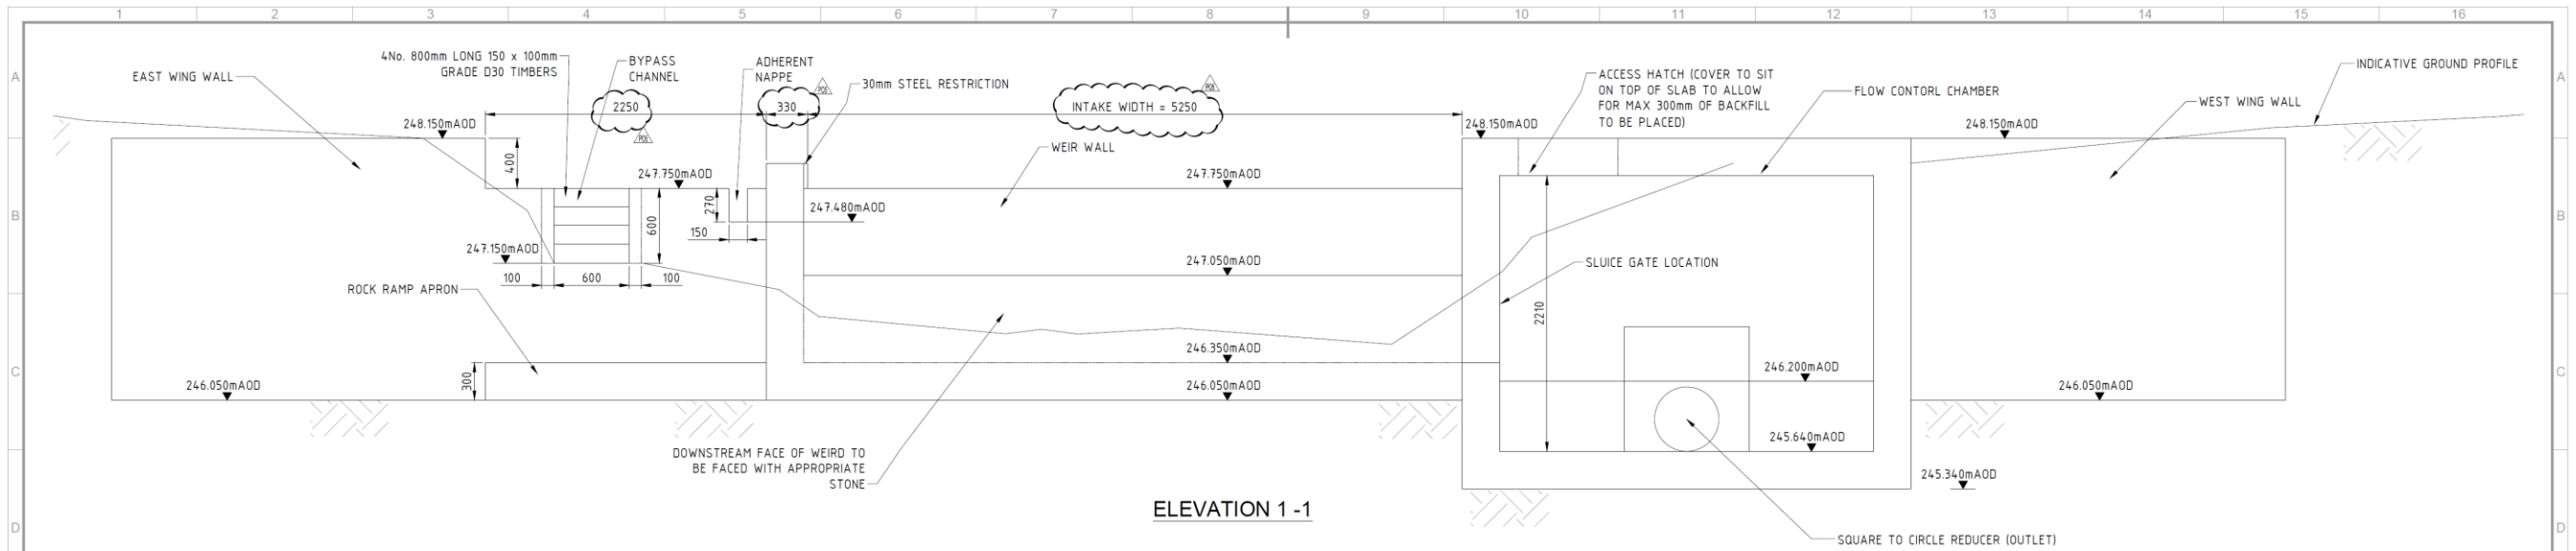 1 2 3 4 5 6 7 8 9 10 11 12 13 14 15 16
A
A
4No. 800mm LONG 150 x 100mm
GRADE D30 TIMBERS
BYPASS
CHANNEL
ADHERENT
NAPPE
30mm STEEL RESTRICTION
EAST WING WALL
2250
330
INTAKE WIDTH = 5250
ACCESS HATCH (COVER TO SIT
ON TOP OF SLAB TO ALLOW
FOR MAX 300mm OF BACKFILL
TO BE PLACED)
FLOW CONTORL CHAMBER
INDICATIVE GROUND PROFILE
WEST WING WALL
248.150mAOD
248.150mAOD
248.150mAOD
WEIR WALL
400
247.750mAOD
247.750mAOD
B
B
270
600
247.480mAOD
150
247.150mAOD
100
600
100
247.050mAOD
SLUICE GATE LOCATION
ROCK RAMP APRON
2210
246.350mAOD
C
C
300
246.050mAOD
246.050mAOD
246.200mAOD
246.050mAOD
245.640mAOD
DOWNSTREAM FACE OF WEIRD TO
BE FACED WITH APPROPRIATE
STONE
245.340mAOD
ELEVATION 1 -1
D
D
SQUARE TO CIRCLE REDUCER (OUTLET)